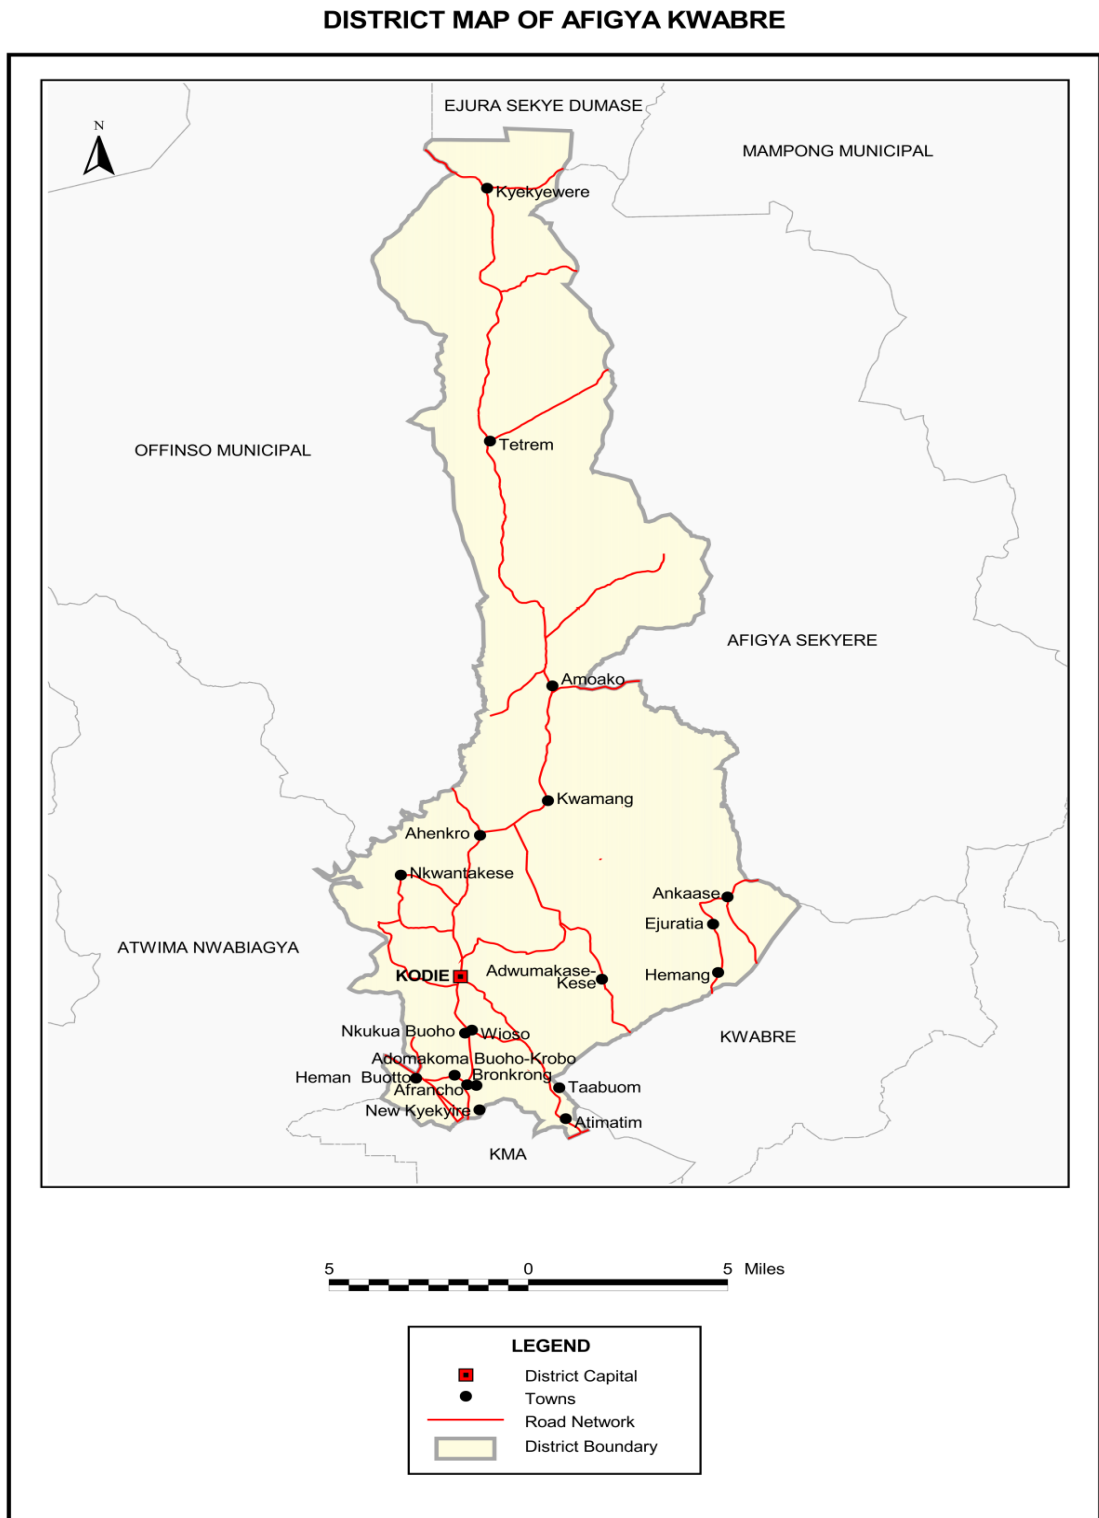 DISTRICT MAP OF AFIGYA KWABRE
EJURA SEKYE DUMASE
N
MAMPONG MUNICIPAL
Kyekyewere
Tetrem
OFFINSO MUNICIPAL
AFIGYA SEKYERE
Amoako
Kwamang
Ahenkro
Nkwantakese
Ankaase
Ejuratia
ATWIMA NWABIAGYA
KODIE
Adwumakase-
Kese
Hemang
Nkukua Buoho
Wioso
KWABRE
Adomakoma Buoho-Krobo
Heman Buotto
Bronkrong
Afrancho
Taabuom
New Kyekyire
Atimatim
KMA
5 0 5 Miles
LEGEND
District Capital
Towns
Road Network
District Boundary